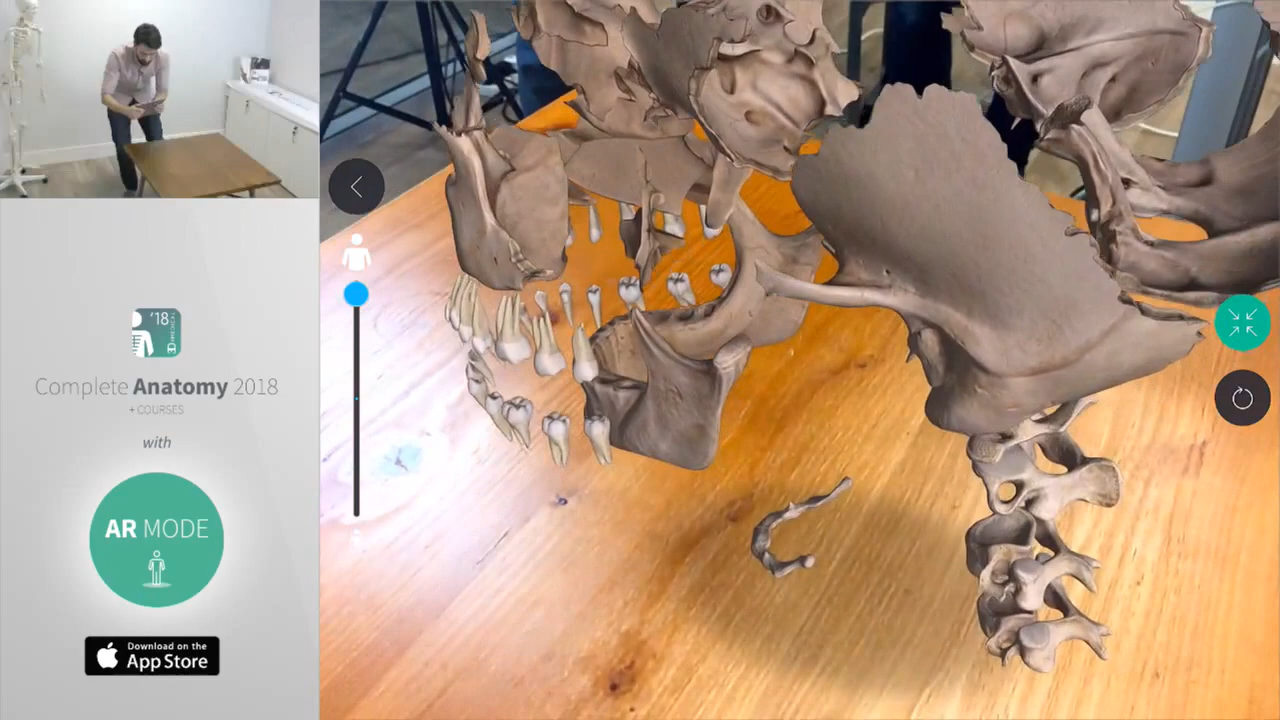 '18
Complete Anatomy 2018
+ COURSES
with
AR MODE
Download on the
App Store